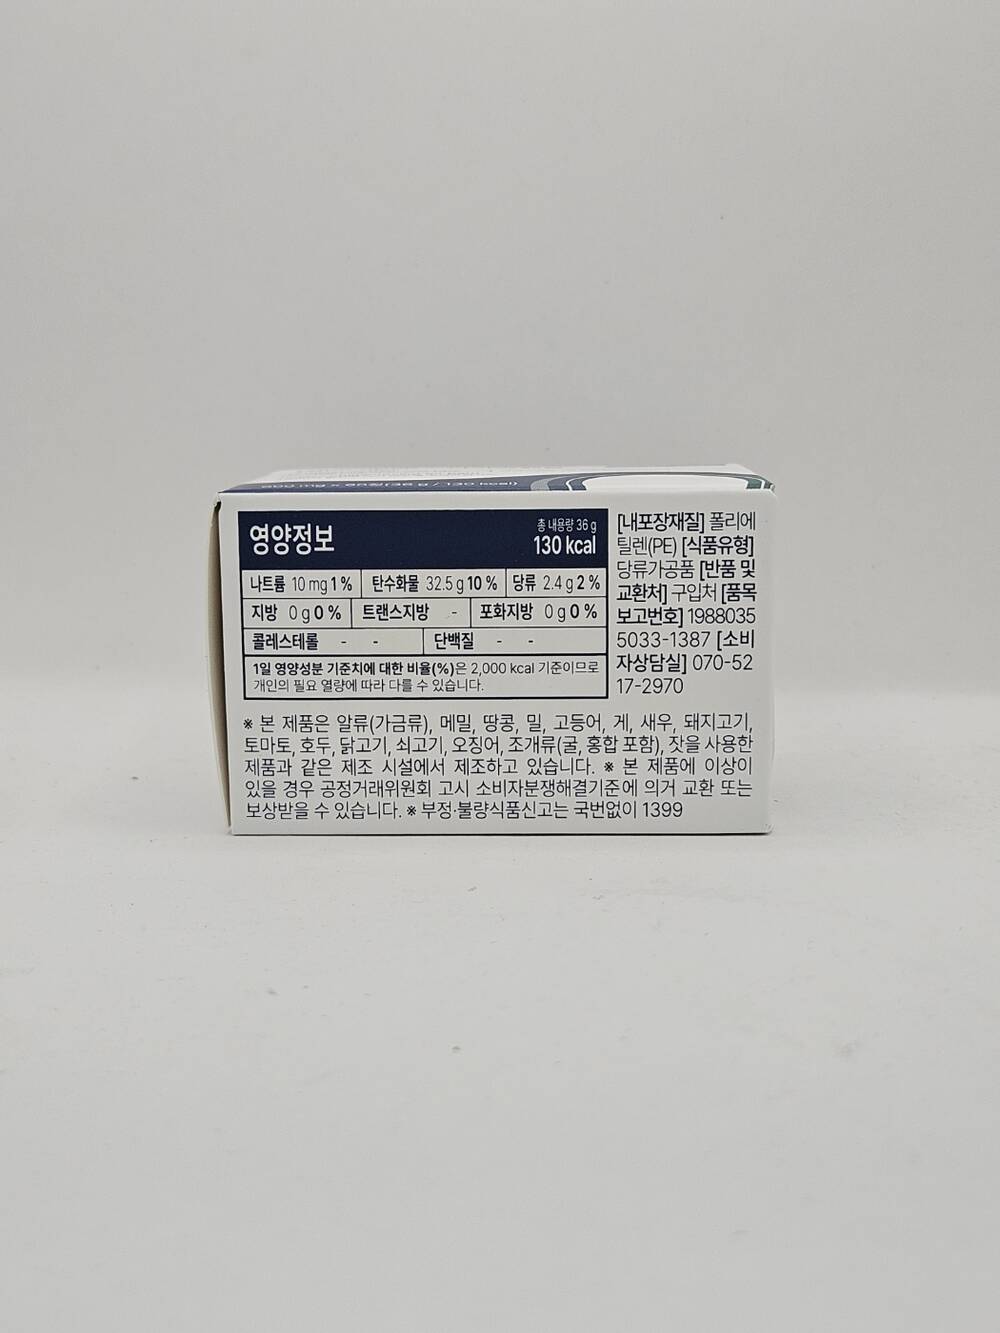 영양정보
총 내용량 36 g
130 kcal
나트륨 10 mg 1 % 탄수화물 32.5 g 10 % 당류 2.4 g 2 %
지방 0 g 0 % 트랜스지방 - 포화지방 0 g 0 %
콜레스테롤 - - 단백질 - -
1일 영양성분 기준치에 대한 비율(%)은 2,000 kcal 기준이므로
개인의 필요 열량에 따라 다를 수 있습니다.
[내포장재질] 폴리에
틸렌(PE) [식품유형]
당류가공품 [반품 및
교환처] 구입처 [품목
보고번호] 1988035
5033-1387 [소비
자상담실] 070-52
17-2970
※ 본 제품은 알류(가금류), 메밀, 땅콩, 밀, 고등어, 게, 새우, 돼지고기,
토마토, 호두, 닭고기, 쇠고기, 오징어, 조개류(굴, 홍합 포함), 잣을 사용한
제품과 같은 제조 시설에서 제조하고 있습니다. ※ 본 제품에 이상이
있을 경우 공정거래위원회 고시 소비자분쟁해결기준에 의거 교환 또는
보상받을 수 있습니다. ※ 부정·불량식품신고는 국번없이 1399